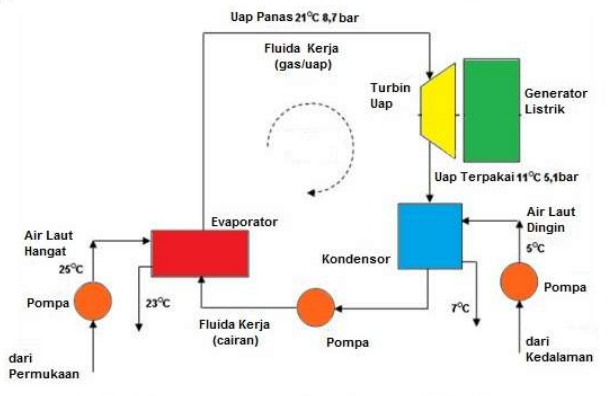 Uap Panas 21°C 8,7 bar
Fluida Kerja
(gas/uap)
Turbin
Uap
Generator
Listrik
Uap Terpakai 11°C 5,1bar
Evaporator
Air Laut
Hangat
25°C
Pompa
23°C
dari
Permukaan
Fluida Kerja
(cairan)
Pompa
Kondensor
Air Laut
Dingin
5°C
Pompa
7°C
dari
Kedalaman